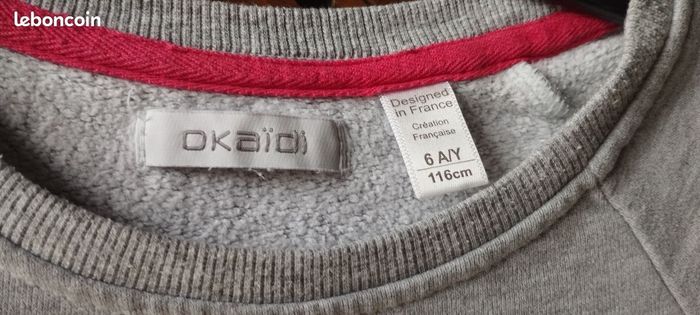 leboncoin
OKAÏDI
Designed
in France
Création
Française
6 A/Y
116cm